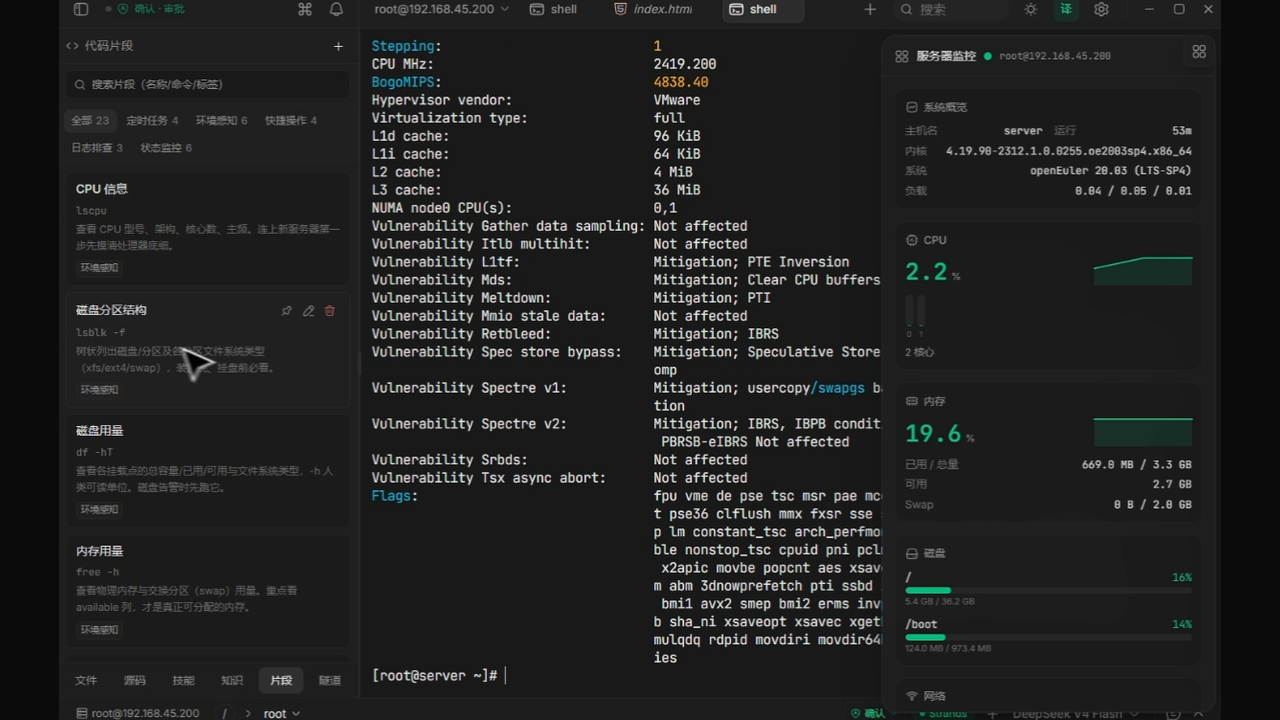 确认 · 审批
root@192.168.45.200
shell
index.html
shell
搜索
译
代码片段
搜索片段（名称/命令/标签）
全部 23
定时任务 4
环境感知 6
快捷操作 4
日志排查 3
状态监控 6
CPU 信息
lscpu
查看 CPU 型号、架构、核心数、主频。连上新服务器第一
步先摸清处理器底细。
环境感知
磁盘分区结构
lsblk -f
树状列出磁盘/分区及各分区文件系统类型
（xfs/ext4/swap），挂盘前必看。
环境感知
磁盘用量
df -hT
查看各挂载点的总容量/已用/可用与文件系统类型，-h 人
类可读单位。磁盘告警时先跑它。
环境感知
内存用量
free -h
查看物理内存与交换分区（swap）用量。重点看
available 列，才是真正可分配的内存。
环境感知
文件
源码
技能
知识
片段
隧道
root@192.168.45.200
/
root
Stepping: 1
CPU MHz: 2419.200
BogoMIPS: 4838.40
Hypervisor vendor: VMware
Virtualization type: full
L1d cache: 96 KiB
L1i cache: 64 KiB
L2 cache: 4 MiB
L3 cache: 36 MiB
NUMA node0 CPU(s): 0,1
Vulnerability Gather data sampling: Not affected
Vulnerability Itlb multihit: Not affected
Vulnerability L1tf: Mitigation; PTE Inversion
Vulnerability Mds: Mitigation; Clear CPU buffers
Vulnerability Meltdown: Mitigation; PTI
Vulnerability Mmio stale data: Not affected
Vulnerability Retbleed: Mitigation; IBRS
Vulnerability Spec store bypass: Mitigation; Speculative Store
omp
Vulnerability Spectre v1: Mitigation; usercopy/swapgs b
tion
Vulnerability Spectre v2: Mitigation; IBRS, IBPB condit
PBRSB-eIBRS Not affected
Vulnerability Srbds: Not affected
Vulnerability Tsx async abort: Not affected
Flags: fpu vme de pse tsc msr pae mc
t pse36 clflush mmx fxsr sse
p lm constant_tsc arch_perfmo
ble nonstop_tsc cpuid pni pcl
x2apic movbe popcnt aes xsav
m abm 3dnowprefetch pti ssbd
bmi1 avx2 smep bmi2 erms inv
b sha_ni xsaveopt xsavec xget
mulqdq rdpid movdiri movdir64
ies
[root@server ~]#
服务器监控
root@192.168.45.200
系统概览
主机名 server 运行 53m
内核 4.19.90-2312.1.0.0255.oe2003sp4.x86_64
系统 openEuler 20.03 (LTS-SP4)
负载 0.04 / 0.05 / 0.01
CPU
2.2 %
0 1
2 核心
内存
19.6 %
已用 / 总量 669.0 MB / 3.3 GB
可用 2.7 GB
Swap 0 B / 2.0 GB
磁盘
/ 16%
5.4 GB / 36.2 GB
/boot 14%
124.0 MB / 973.4 MB
网络
确认
Strands
DeepSeek V4 Flash